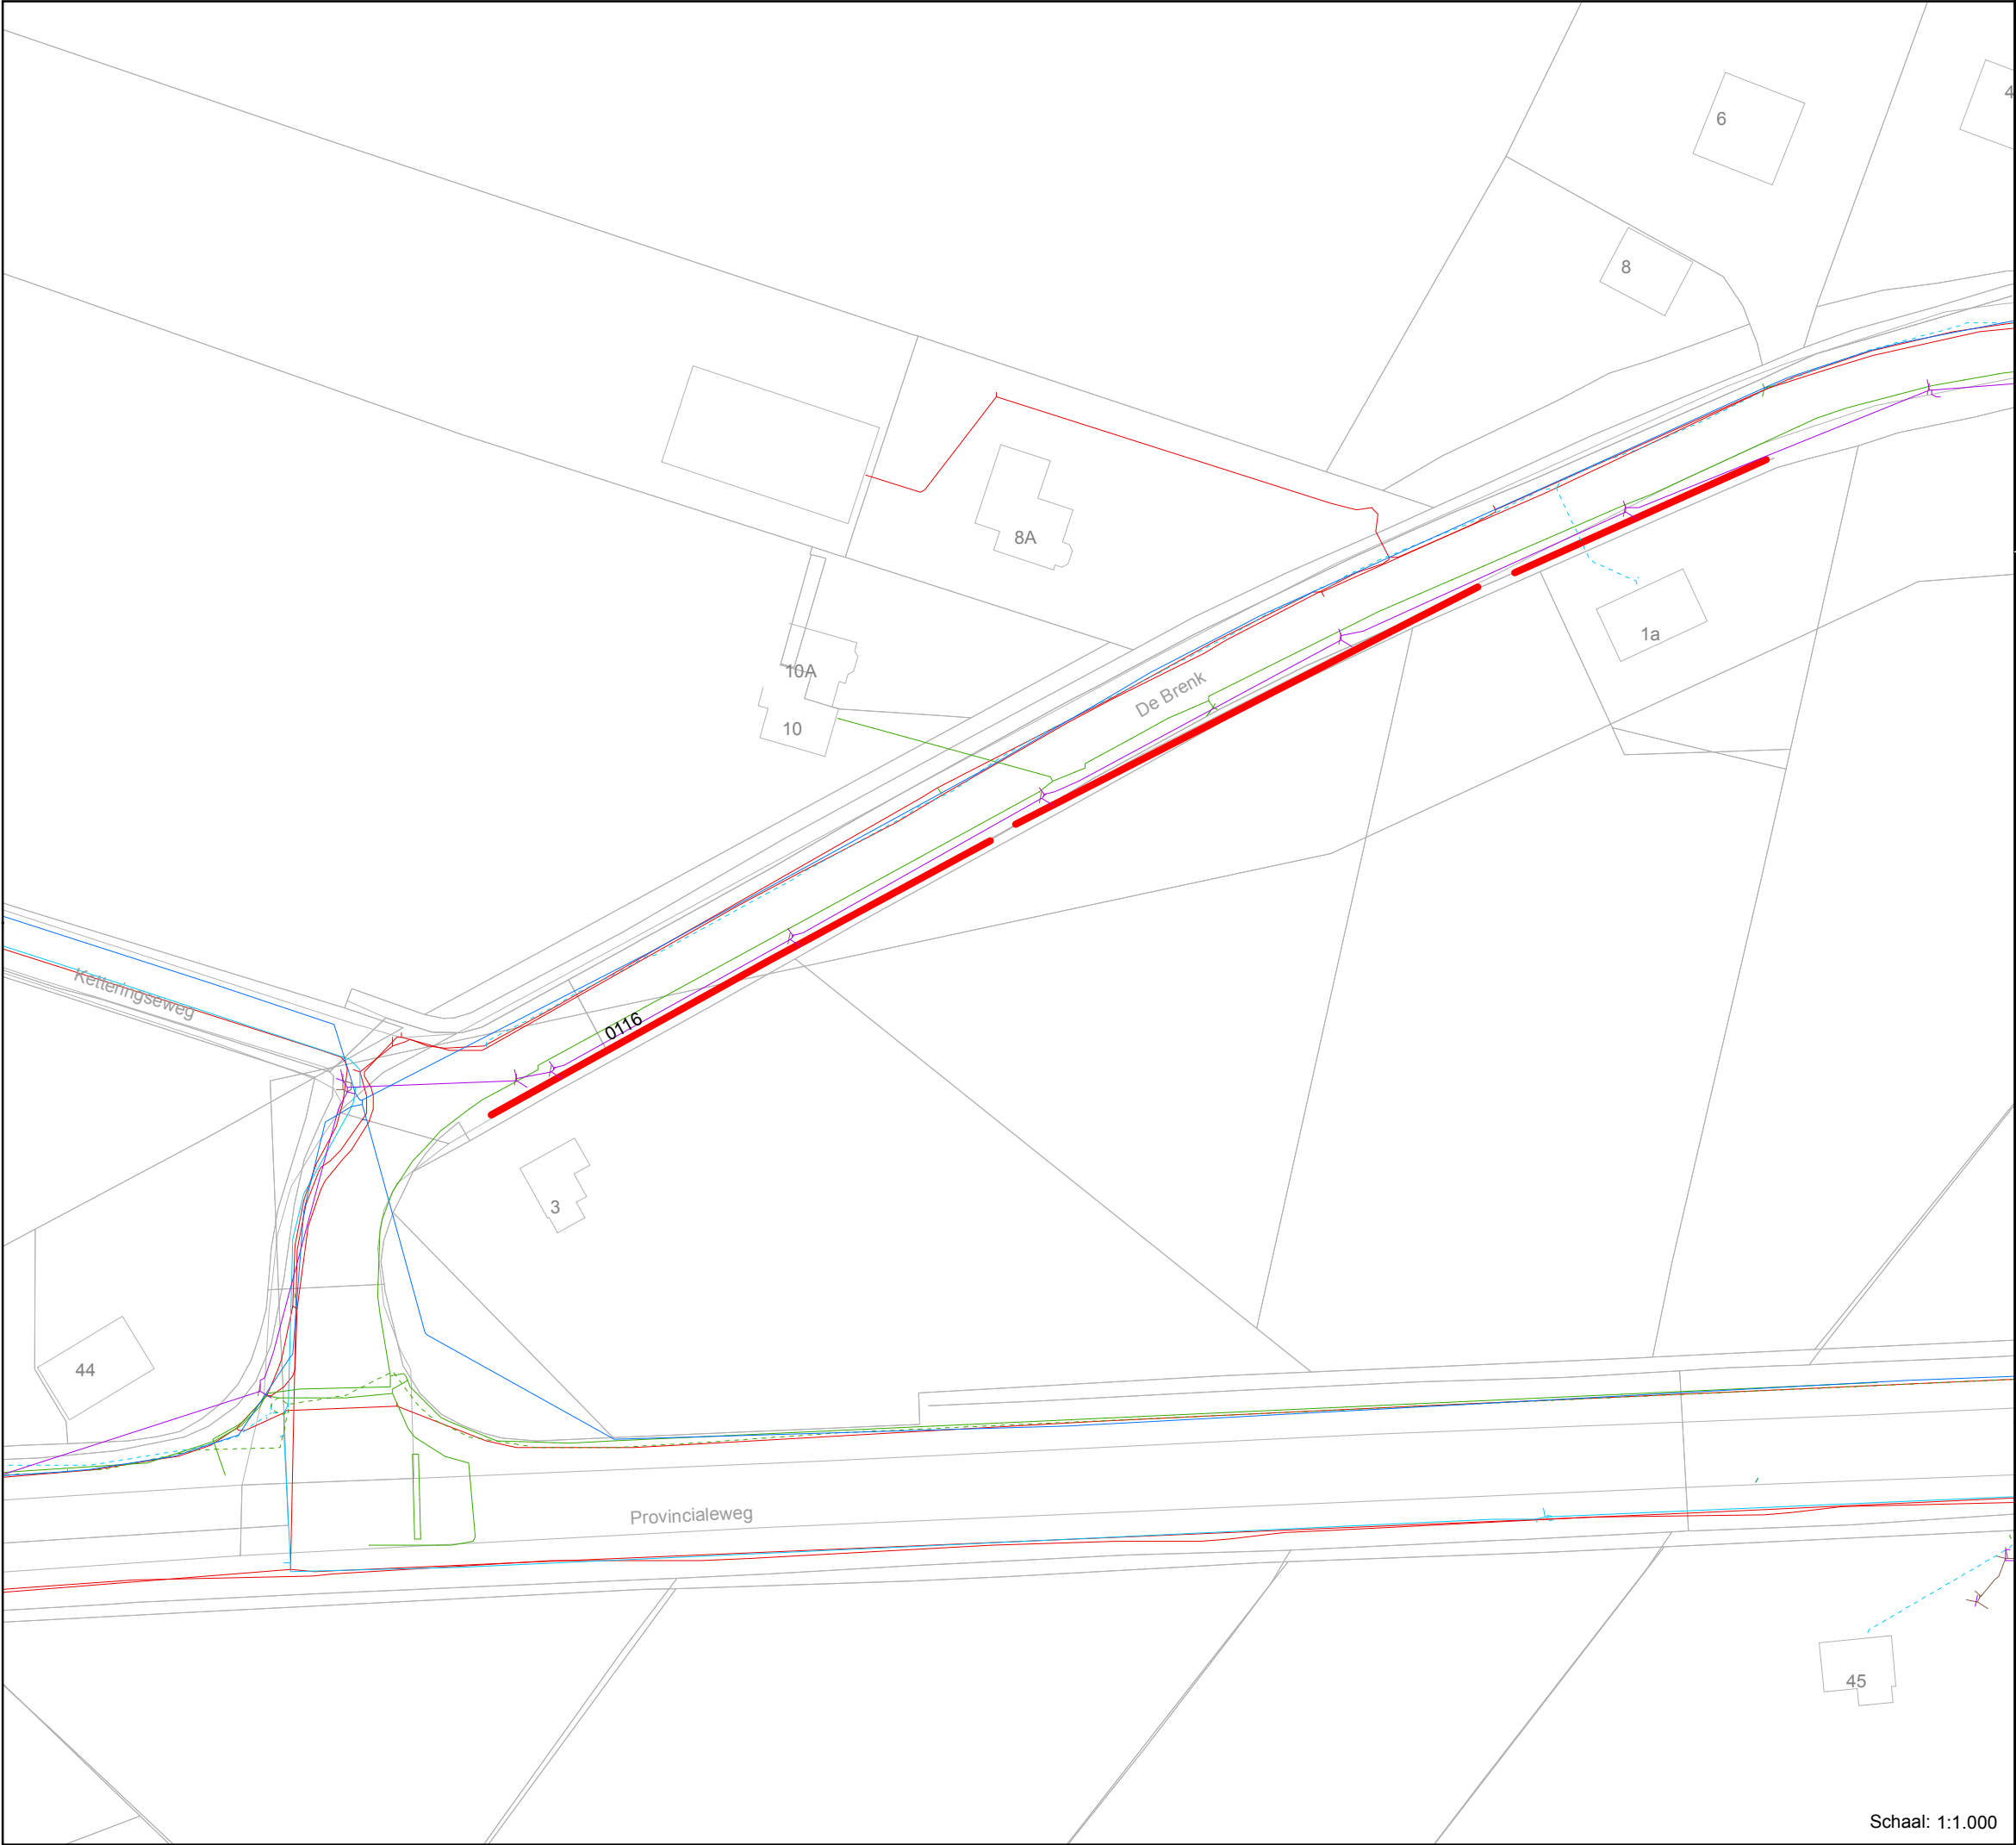 6
4
8
8A
10A
1a
De Brenk
10
Ketteringseweg
0116
3
44
Provincialeweg
45
Schaal: 1:1.000